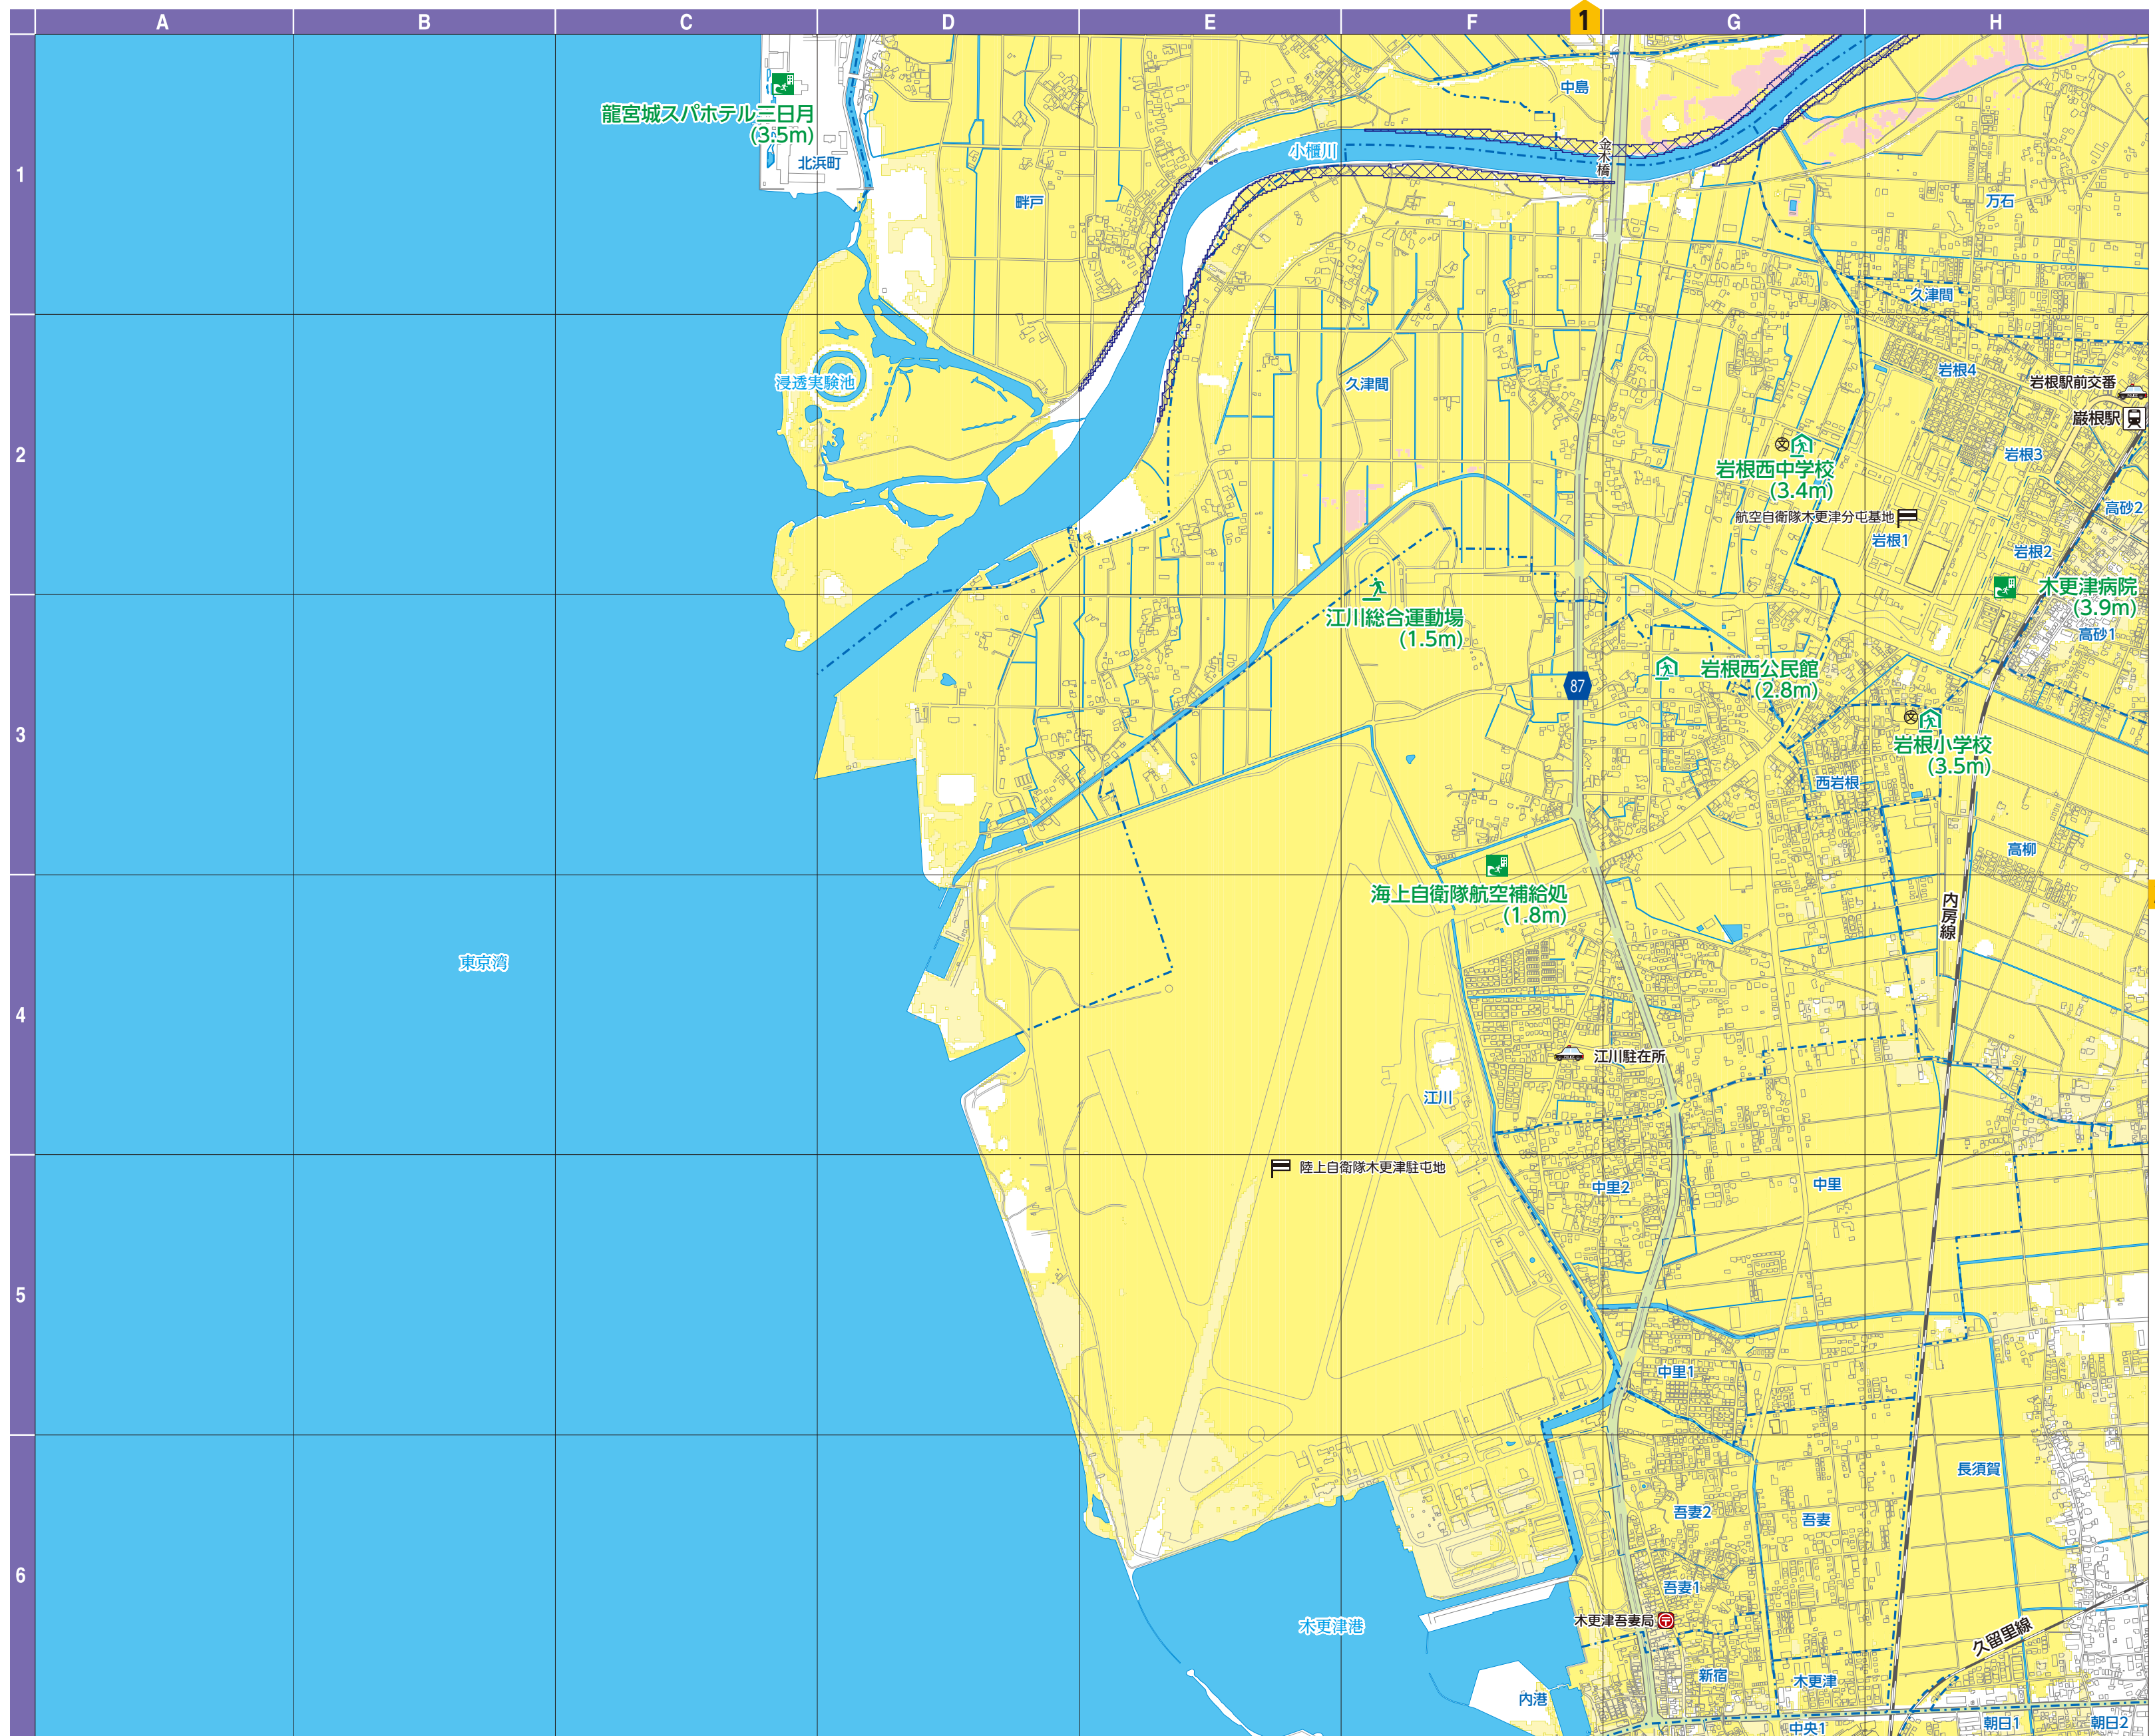 A B C D E F 1 G H
1
2
3
4
5
6
龍宮城スパホテル三日月
(3.5m)
北浜町
中島
小櫃川
金木橋
畔戸
万石
久津間
浸透実験池
久津間
岩根4
岩根駅前交番
巌根駅
岩根西中学校
(3.4m)
岩根3
高砂2
航空自衛隊木更津分屯基地
岩根1
岩根2
木更津病院
(3.9m)
高砂1
江川総合運動場
(1.5m)
87
岩根西公民館
(2.8m)
岩根小学校
(3.5m)
西岩根
高柳
海上自衛隊航空補給処
(1.8m)
内房線
東京湾
江川駐在所
江川
陸上自衛隊木更津駐屯地
中里2
中里
中里1
長須賀
吾妻2
吾妻
吾妻1
木更津吾妻局
木更津港
久留里線
新宿
木更津
内港
中央1
朝日1
朝日2